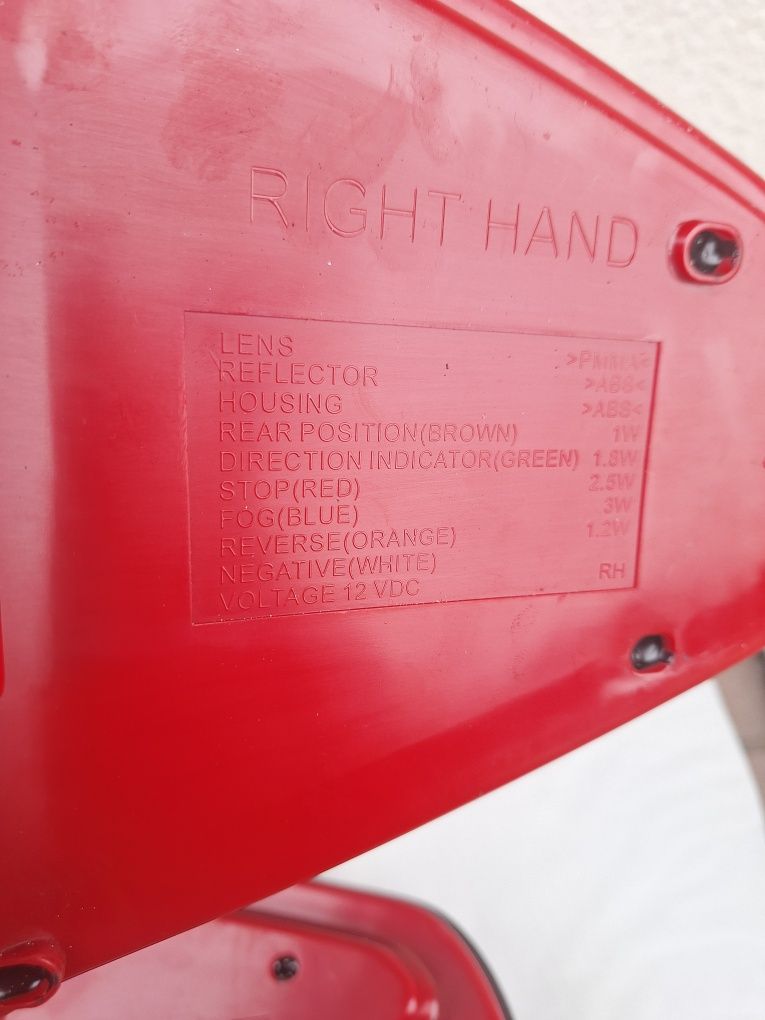 RIGHT HAND
LENS >PMMA<
REFLECTOR >ABS<
HOUSING >ABS<
REAR POSITION(BROWN) 1W
DIRECTION INDICATOR(GREEN) 1.8W
STOP(RED) 2.5W
FOG(BLUE) 3W
REVERSE(ORANGE) 1.2W
NEGATIVE(WHITE)
VOLTAGE 12 VDC RH